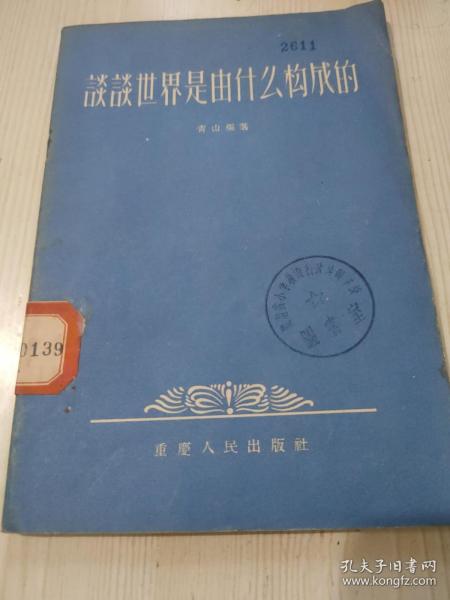 2611
談談世界是由什么构成的
青山編著
0139
重慶人民出版社
孔夫子旧书网
www.kongfz.com